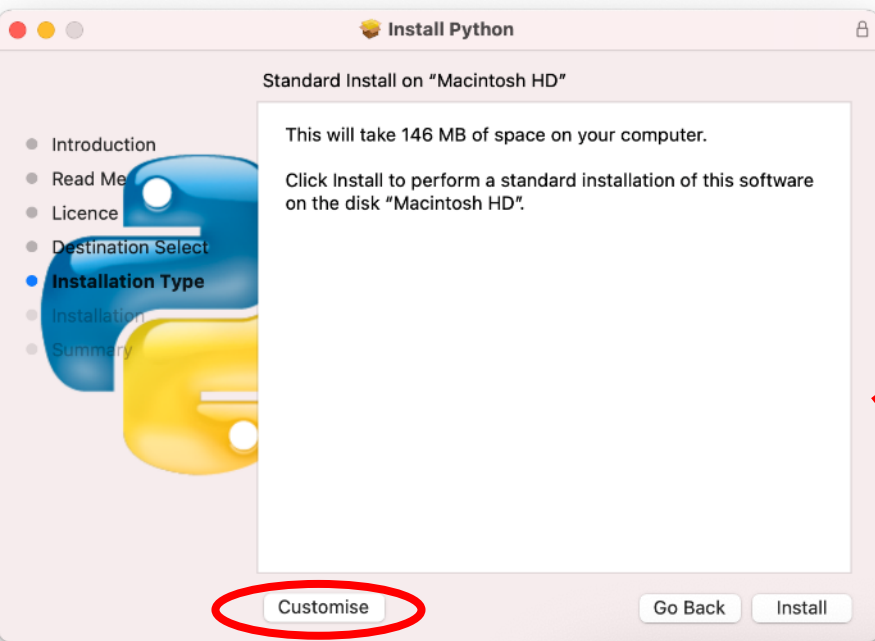 Install Python
Standard Install on “Macintosh HD”
Introduction
Read Me
Licence
Destination Select
Installation Type
Installation
Summary
This will take 146 MB of space on your computer.
Click Install to perform a standard installation of this software
on the disk “Macintosh HD”.
Customise
Go Back
Install